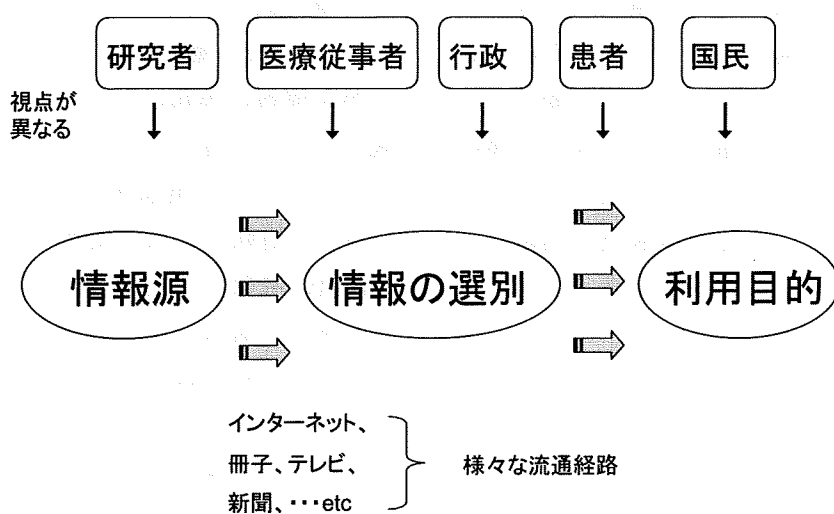 研究者 医療従事者 行政 患者 国民
視点が
異なる
情報源 情報の選別 利用目的
インターネット、
冊子、テレビ、 様々な流通経路
新聞、・・・etc